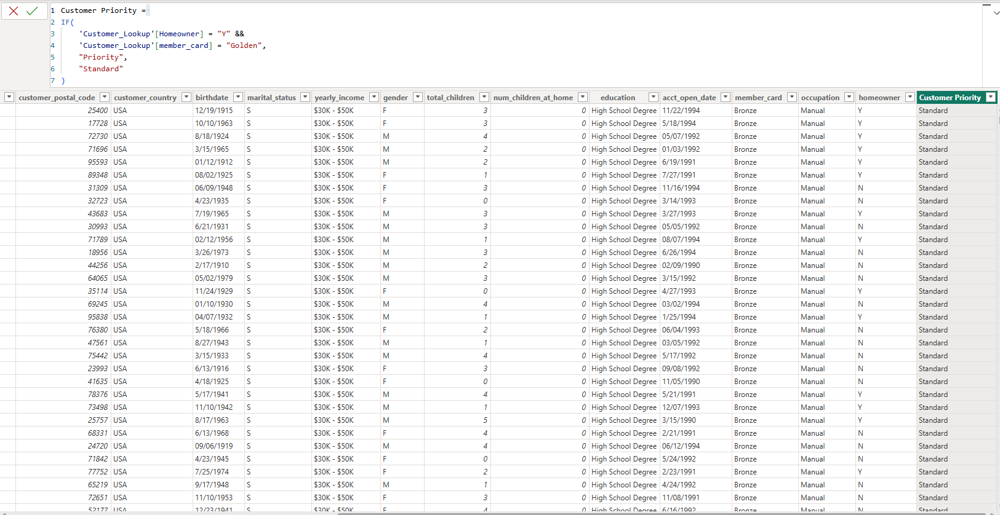 1 Customer Priority =
2 IF(
3 'Customer_Lookup'[Homeowner] = "Y" &&
4 'Customer_Lookup'[member_card] = "Golden",
5 "Priority",
6 "Standard"
7 )
customer_postal_code customer_country birthdate marital_status yearly_income gender total_children num_children_at_home education acct_open_date member_card occupation homeowner Customer Priority
25400 USA 12/19/1915 S $30K - $50K F 3 0 High School Degree 11/22/1994 Bronze Manual Y Standard
17728 USA 10/10/1963 S $30K - $50K F 3 0 High School Degree 5/18/1994 Bronze Manual Y Standard
72730 USA 8/18/1924 S $30K - $50K M 4 0 High School Degree 05/07/1992 Bronze Manual Y Standard
71696 USA 3/15/1965 S $30K - $50K M 2 0 High School Degree 01/03/1992 Bronze Manual Y Standard
95593 USA 01/12/1912 S $30K - $50K M 2 0 High School Degree 6/19/1991 Bronze Manual Y Standard
89348 USA 08/02/1925 S $30K - $50K F 1 0 High School Degree 7/27/1991 Bronze Manual Y Standard
31309 USA 06/09/1948 S $30K - $50K F 3 0 High School Degree 11/16/1994 Bronze Manual N Standard
32723 USA 4/23/1935 S $30K - $50K F 0 0 High School Degree 3/14/1993 Bronze Manual N Standard
43683 USA 7/19/1965 S $30K - $50K M 3 0 High School Degree 3/27/1993 Bronze Manual Y Standard
30993 USA 6/21/1931 S $30K - $50K M 3 0 High School Degree 05/05/1992 Bronze Manual N Standard
71789 USA 02/12/1956 S $30K - $50K M 1 0 High School Degree 08/07/1994 Bronze Manual Y Standard
18956 USA 3/26/1973 S $30K - $50K M 3 0 High School Degree 6/26/1994 Bronze Manual N Standard
44256 USA 2/17/1910 S $30K - $50K M 2 0 High School Degree 02/09/1990 Bronze Manual N Standard
64065 USA 05/02/1979 S $30K - $50K M 3 0 High School Degree 3/15/1992 Bronze Manual N Standard
35114 USA 11/24/1929 S $30K - $50K F 0 0 High School Degree 4/27/1993 Bronze Manual Y Standard
69245 USA 01/10/1930 S $30K - $50K M 4 0 High School Degree 03/02/1994 Bronze Manual N Standard
95838 USA 04/07/1932 S $30K - $50K M 1 0 High School Degree 1/25/1994 Bronze Manual Y Standard
76380 USA 5/18/1966 S $30K - $50K F 2 0 High School Degree 06/04/1993 Bronze Manual N Standard
47561 USA 8/27/1943 S $30K - $50K M 1 0 High School Degree 03/05/1992 Bronze Manual N Standard
75442 USA 3/15/1933 S $30K - $50K M 4 0 High School Degree 5/17/1992 Bronze Manual N Standard
23993 USA 6/13/1916 S $30K - $50K F 3 0 High School Degree 09/08/1992 Bronze Manual N Standard
41635 USA 4/18/1925 S $30K - $50K F 0 0 High School Degree 11/05/1990 Bronze Manual N Standard
78376 USA 5/17/1941 S $30K - $50K M 4 0 High School Degree 5/21/1991 Bronze Manual Y Standard
73498 USA 11/10/1942 S $30K - $50K M 1 0 High School Degree 12/07/1993 Bronze Manual Y Standard
25757 USA 8/17/1963 S $30K - $50K M 5 0 High School Degree 3/15/1990 Bronze Manual Y Standard
68331 USA 6/13/1968 S $30K - $50K F 4 0 High School Degree 2/21/1991 Bronze Manual N Standard
24720 USA 09/06/1919 S $30K - $50K M 4 0 High School Degree 06/12/1994 Bronze Manual N Standard
71842 USA 4/23/1945 S $30K - $50K F 0 0 High School Degree 5/24/1992 Bronze Manual N Standard
77752 USA 7/25/1974 S $30K - $50K F 2 0 High School Degree 2/23/1991 Bronze Manual Y Standard
65219 USA 9/17/1948 S $30K - $50K M 1 0 High School Degree 4/24/1992 Bronze Manual N Standard
72651 USA 11/10/1953 S $30K - $50K F 3 0 High School Degree 11/08/1991 Bronze Manual N Standard
52177 USA 12/23/1941 S $30K - $50K F 4 0 High School Degree 6/16/1992 Bronze Manual N Standard